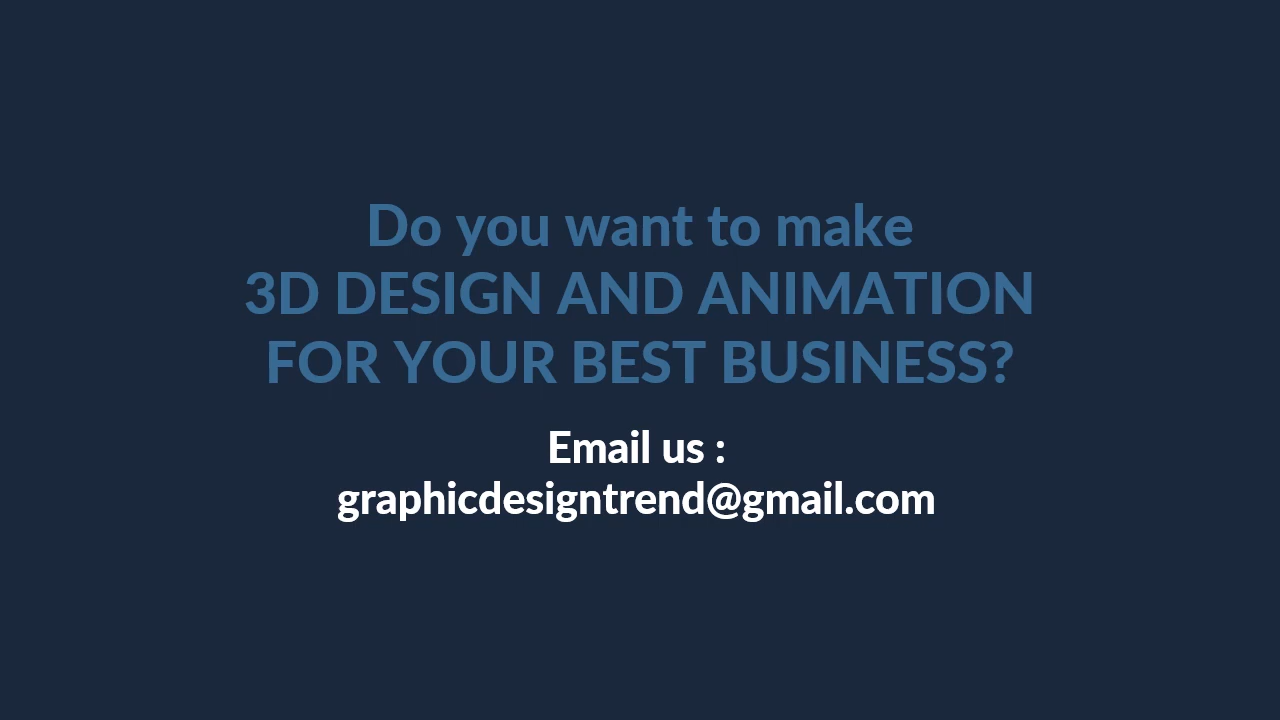 Do you want to make
3D DESIGN AND ANIMATION
FOR YOUR BEST BUSINESS?
Email us :
graphicdesigntrend@gmail.com